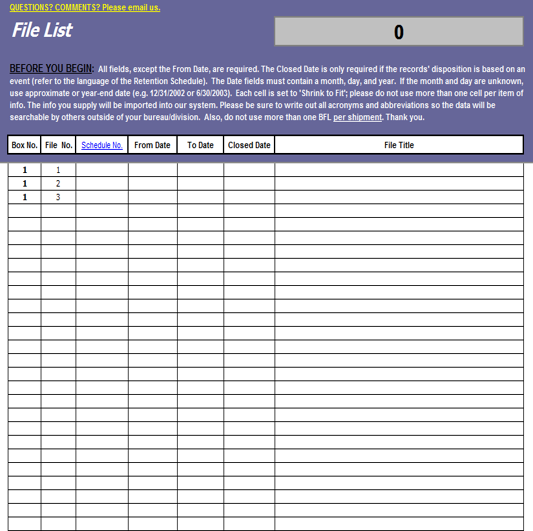 QUESTIONS? COMMENTS? Please email us.
File List
0
BEFORE YOU BEGIN: All fields, except the From Date, are required. The Closed Date is only required if the records' disposition is based on an
event (refer to the language of the Retention Schedule). The Date fields must contain a month, day, and year. If the month and day are unknown,
use approximate or year-end date (e.g. 12/31/2002 or 6/30/2003). Each cell is set to 'Shrink to Fit'; please do not use more than one cell per item of
info. The info you supply will be imported into our system. Please be sure to write out all acronyms and abbreviations so the data will be
searchable by others outside of your bureau/division. Also, do not use more than one BFL per shipment. Thank you.
Box No. File No. Schedule No. From Date To Date Closed Date File Title
1 1
1 2
1 3